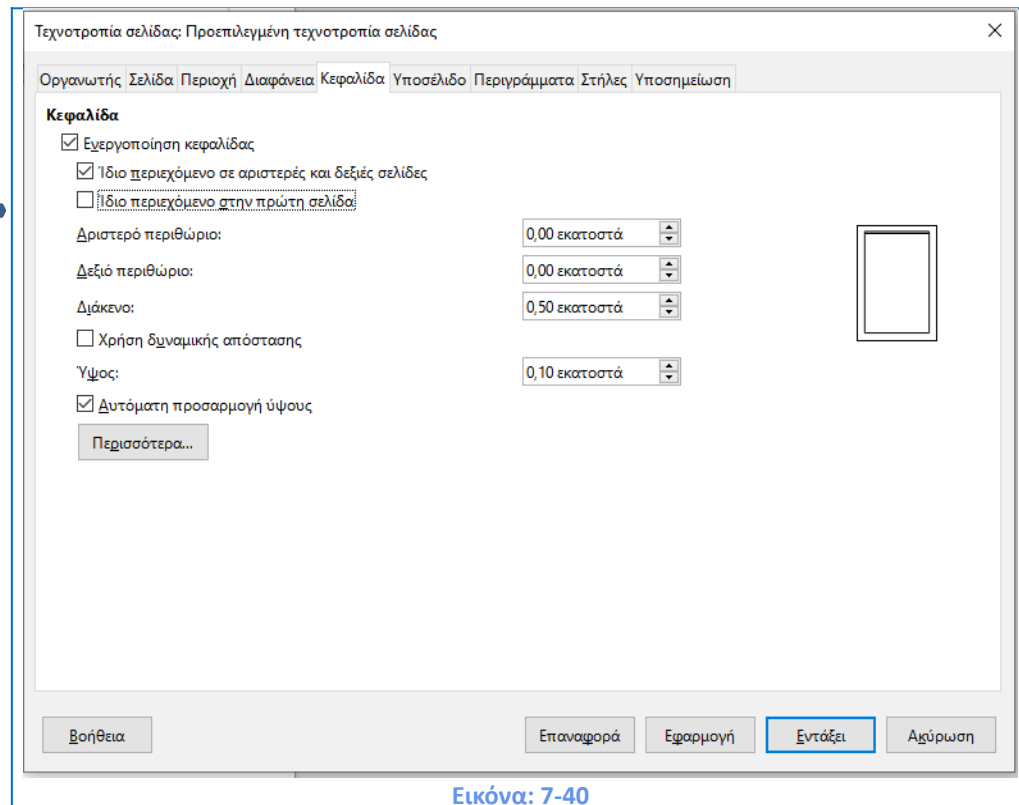 Τεχνοτροπία σελίδας: Προεπιλεγμένη τεχνοτροπία σελίδας
Οργανωτής Σελίδα Περιοχή Διαφάνεια Κεφαλίδα Υποσέλιδο Περιγράμματα Στήλες Υποσημείωση
Κεφαλίδα
Ενεργοποίηση κεφαλίδας
Ίδιο περιεχόμενο σε αριστερές και δεξιές σελίδες
Ίδιο περιεχόμενο στην πρώτη σελίδα
Αριστερό περιθώριο: 0,00 εκατοστά
Δεξιό περιθώριο: 0,00 εκατοστά
Διάκενο: 0,50 εκατοστά
Χρήση δυναμικής απόστασης
Ύψος: 0,10 εκατοστά
Αυτόματη προσαρμογή ύψους
Περισσότερα...
Βοήθεια Επαναφορά Εφαρμογή Εντάξει Ακύρωση
Εικόνα: 7-40